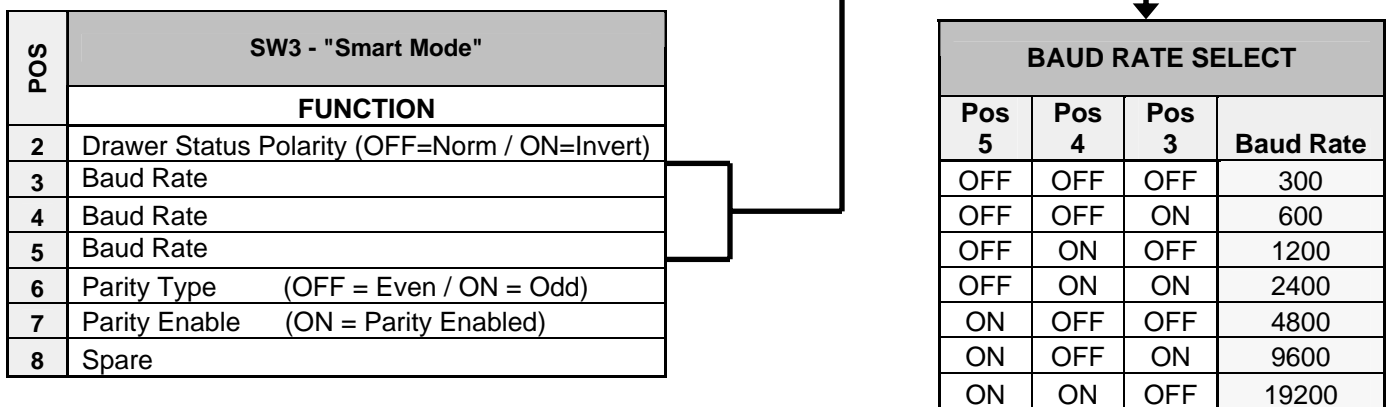 POS SW3 - "Smart Mode"
FUNCTION
2 Drawer Status Polarity (OFF=Norm / ON=Invert)
3 Baud Rate
4 Baud Rate
5 Baud Rate
6 Parity Type (OFF = Even / ON = Odd)
7 Parity Enable (ON = Parity Enabled)
8 Spare
BAUD RATE SELECT
Pos 5 Pos 4 Pos 3 Baud Rate
OFF OFF OFF 300
OFF OFF ON 600
OFF ON OFF 1200
OFF ON ON 2400
ON OFF OFF 4800
ON OFF ON 9600
ON ON OFF 19200